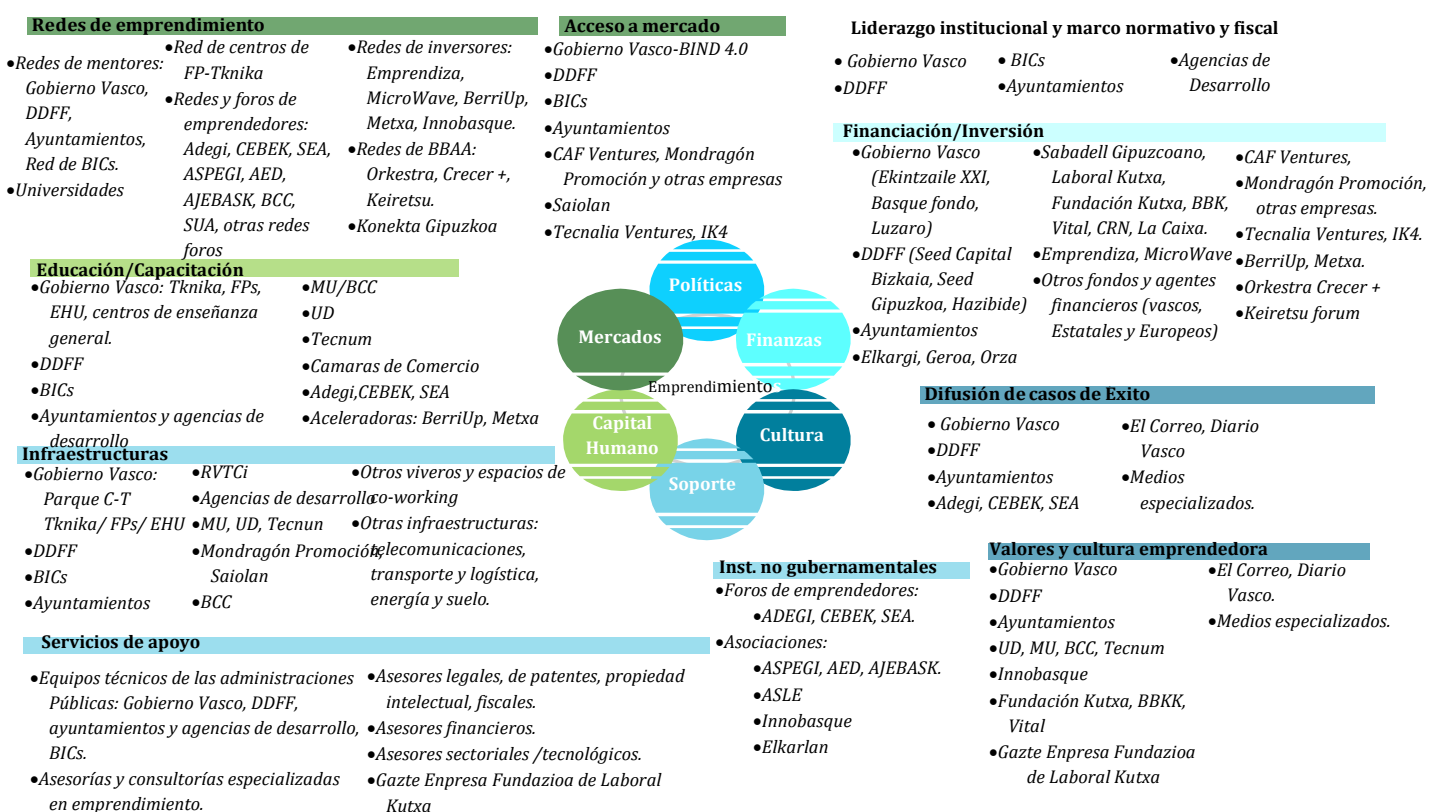 Redes de emprendimiento
•Redes de mentores:
Gobierno Vasco,
DDFF,
Ayuntamientos,
Red de BICs.
•Universidades
•Red de centros de
FP-Tknika
•Redes y foros de
emprendedores:
Adegi, CEBEK, SEA,
ASPEGI, AED,
AJEBASK, BCC,
SUA, otras redes
foros
•Redes de inversores:
Emprendiza,
MicroWave, BerriUp,
Metxa, Innobasque.
•Redes de BBAA:
Orkestra, Crecer +,
Keiretsu.
•Konekta Gipuzkoa
Acceso a mercado
•Gobierno Vasco-BIND 4.0
•DDFF
•BICs
•Ayuntamientos
•CAF Ventures, Mondragón
Promoción y otras empresas
•Saiolan
•Tecnalia Ventures, IK4
Liderazgo institucional y marco normativo y fiscal
• Gobierno Vasco
•DDFF
• BICs
•Ayuntamientos
•Agencias de
Desarrollo
Financiación/Inversión
•Gobierno Vasco
(Ekintzaile XXI,
Basque fondo,
Luzaro)
•DDFF (Seed Capital
Bizkaia, Seed
Gipuzkoa, Hazibide)
•Ayuntamientos
•Elkargi, Geroa, Orza
•Sabadell Gipuzcoano,
Laboral Kutxa,
Fundación Kutxa, BBK,
Vital, CRN, La Caixa.
•Emprendiza, MicroWave
•Otros fondos y agentes
financieros (vascos,
Estatales y Europeos)
•CAF Ventures,
•Mondragón Promoción,
otras empresas.
•Tecnalia Ventures, IK4.
•BerriUp, Metxa.
•Orkestra Crecer +
•Keiretsu forum
Educación/Capacitación
•Gobierno Vasco: Tknika, FPs,
EHU, centros de enseñanza
general.
•DDFF
•BICs
•Ayuntamientos y agencias de
desarrollo
•MU/BCC
•UD
•Tecnum
•Camaras de Comercio
•Adegi,CEBEK, SEA
•Aceleradoras: BerriUp, Metxa
Políticas
Mercados
Finanzas
Emprendimiento
Capital
Humano
Cultura
Soporte
Difusión de casos de Exito
• Gobierno Vasco
•DDFF
•Ayuntamientos
•Adegi, CEBEK, SEA
•El Correo, Diario
Vasco
•Medios
especializados.
Infraestructuras
•Gobierno Vasco:
Parque C-T
Tknika/ FPs/ EHU
•DDFF
•BICs
•Ayuntamientos
•RVTCi
•Agencias de desarrollo
•MU, UD, Tecnun
•Mondragón Promoción,
Saiolan
•BCC
•Otros viveros y espacios de
co-working
•Otras infraestructuras:
telecomunicaciones,
transporte y logística,
energía y suelo.
Inst. no gubernamentales
•Foros de emprendedores:
•ADEGI, CEBEK, SEA.
•Asociaciones:
•ASPEGI, AED, AJEBASK.
•ASLE
•Innobasque
•Elkarlan
Valores y cultura emprendedora
•Gobierno Vasco
•DDFF
•Ayuntamientos
•UD, MU, BCC, Tecnum
•Innobasque
•Fundación Kutxa, BBKK,
Vital
•Gazte Enpresa Fundazioa
de Laboral Kutxa
•El Correo, Diario
Vasco.
•Medios especializados.
Servicios de apoyo
•Equipos técnicos de las administraciones
Públicas: Gobierno Vasco, DDFF,
ayuntamientos y agencias de desarrollo,
BICs.
•Asesorías y consultorías especializadas
en emprendimiento.
•Asesores legales, de patentes, propiedad
intelectual, fiscales.
•Asesores financieros.
•Asesores sectoriales /tecnológicos.
•Gazte Enpresa Fundazioa de Laboral
Kutxa